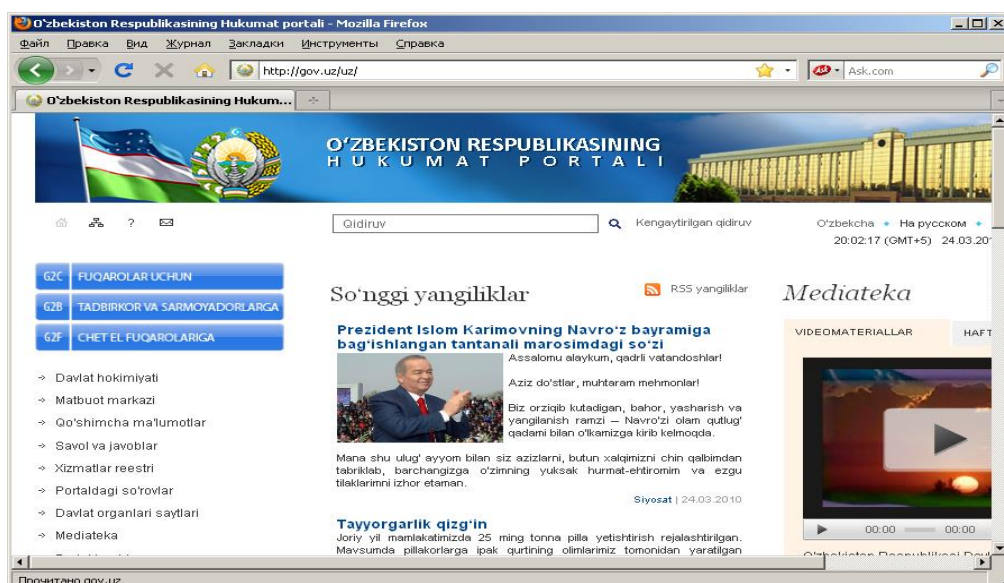 O'zbekiston Respublikasining Hukumat portali - Mozilla Firefox
Файл Правка Вид Журнал Закладки Инструменты Справка
http://gov.uz/uz/
Ask Ask.com
O'zbekiston Respublikasining Hukum...
O'ZBEKISTON RESPUBLIKASINING
HUKUMAT PORTALI
? Qidiruv Kengaytirilgan qidiruv O'zbekcha На русском
20:02:17 (GMT+5) 24.03.201
G2C FUQAROLAR UCHUN
G2B TADBIRKOR VA SARMOYADORLARGA
G2F CHET EL FUQAROLARIGA
Davlat hokimiyati
Matbuot markazi
Qo'shimcha ma'lumotlar
Savol va javoblar
Xizmatlar reestri
Portaldagi so'rovlar
Davlat organlari saytlari
Mediateka
So'nggi yangiliklar
RSS yangiliklar
Prezident Islom Karimovning Navro'z bayramiga
bag'ishlangan tantanali marosimdagi so'zi
Assalomu alaykum, qadrli vatandoshlar!
Aziz do'stlar, muhtaram mehmonlar!
Biz orziqib kutadigan, bahor, yasharish va
yangilanish ramzi – Navro'zi olam qutlug'
qadami bilan o'lkamizga kirib kelmoqda.
Mana shu ulug' ayyom bilan siz azizlarni, butun xalqimizni chin qalbimdan
tabriklab, barchangizga o'zimning yuksak hurmat-ehtiromim va ezgu
tilaklarimni izhor etaman.
Siyosat | 24.03.2010
Tayyorgarlik qizg'in
Joriy yil mamlakatimizda 25 ming tonna pilla yetishtirish rejalashtirilgan.
Mavsumda pillakorlarga ipak qurtining olimlarimiz tomonidan yaratilgan
Mediateka
VIDEOMATERIALLAR HAFT
00:00 00:00
Прочитано gov.uz